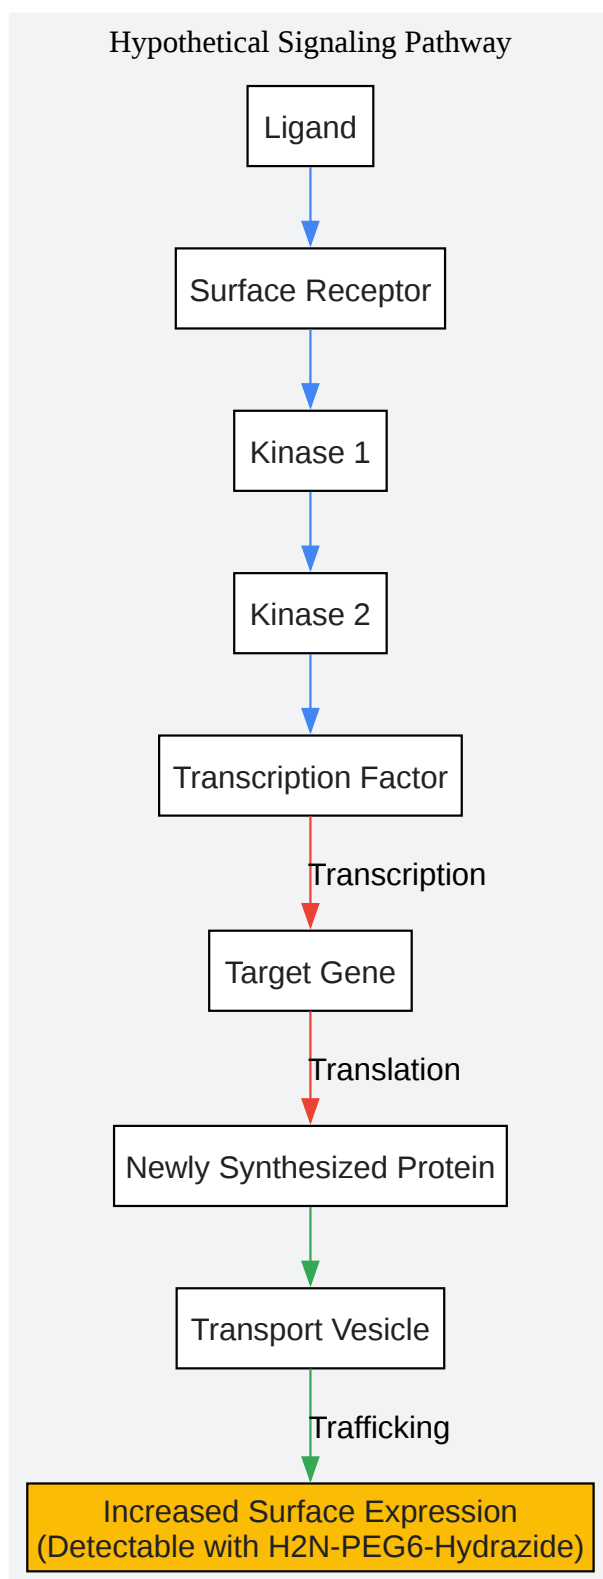 Hypothetical Signaling Pathway
Ligand
Surface Receptor
Kinase 1
Kinase 2
Transcription Factor
Transcription
Target Gene
Translation
Newly Synthesized Protein
Transport Vesicle
Trafficking
Increased Surface Expression
(Detectable with H2N-PEG6-Hydrazide)